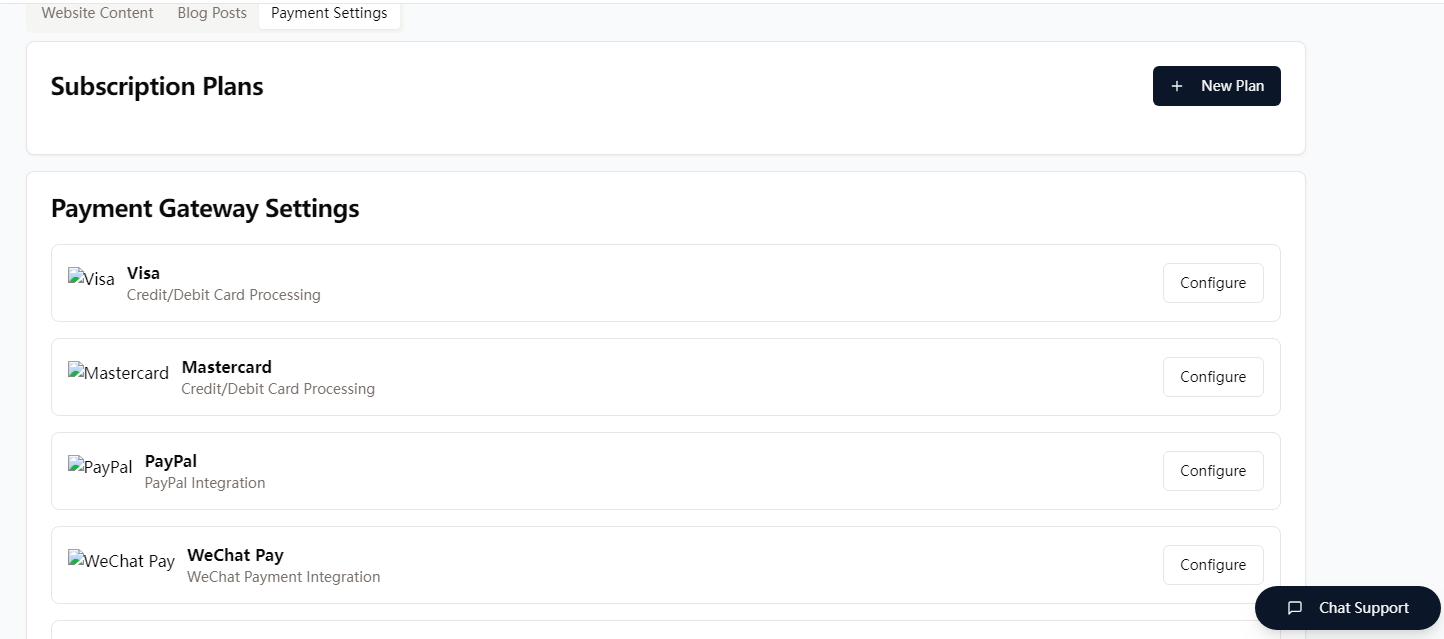 Website Content Blog Posts Payment Settings
Subscription Plans
+ New Plan
Payment Gateway Settings
Visa
Visa
Credit/Debit Card Processing
Configure
Mastercard
Mastercard
Credit/Debit Card Processing
Configure
PayPal
PayPal
PayPal Integration
Configure
WeChat Pay
WeChat Pay
WeChat Payment Integration
Configure
Chat Support